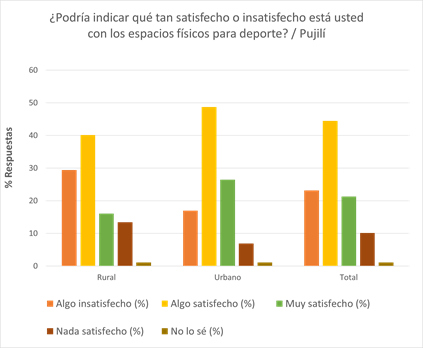 ¿Podría indicar qué tan satisfecho o insatisfecho está usted
con los espacios físicos para deporte? / Pujilí
60
50
40
30
20
10
0
% Respuestas
Rural Urbano Total
Algo insatisfecho (%) Algo satisfecho (%) Muy satisfecho (%)
Nada satisfecho (%) No lo sé (%)